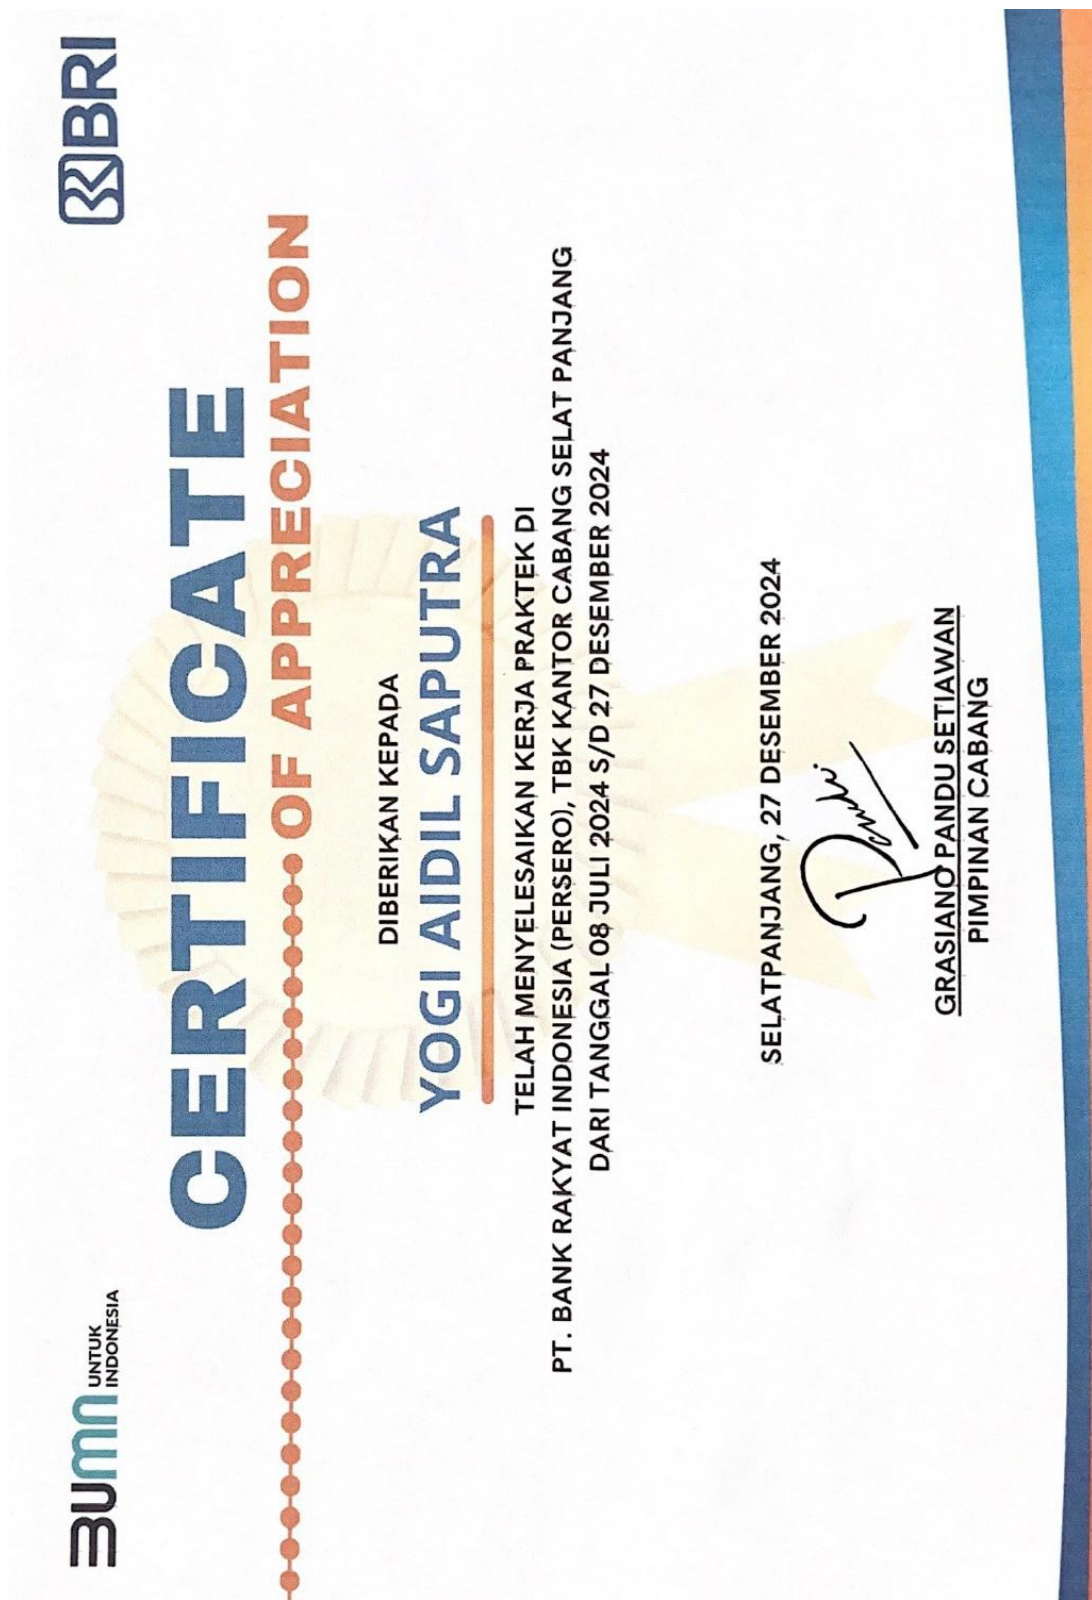 BUMN UNTUK
INDONESIA
BRI
CERTIFICATE
OF APPRECIATION
DIBERIKAN KEPADA
YOGI AIDIL SAPUTRA
TELAH MENYELESAIKAN KERJA PRAKTEK DI
PT. BANK RAKYAT INDONESIA (PERSERO), TBK KANTOR CABANG SELAT PANJANG
DARI TANGGAL 08 JULI 2024 S/D 27 DESEMBER 2024
SELATPANJANG, 27 DESEMBER 2024
Pandu.
GRASIANO PANDU SETIAWAN
PIMPINAN CABANG